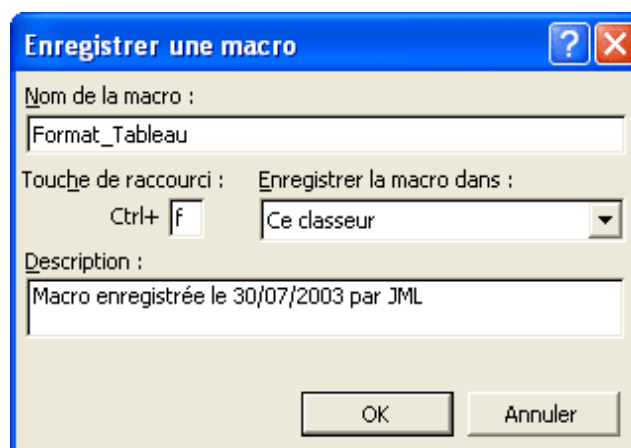 Enregistrer une macro
Nom de la macro :
Format_Tableau
Touche de raccourci : Enregistrer la macro dans :
Ctrl+ f Ce classeur
Description :
Macro enregistrée le 30/07/2003 par JML
OK Annuler